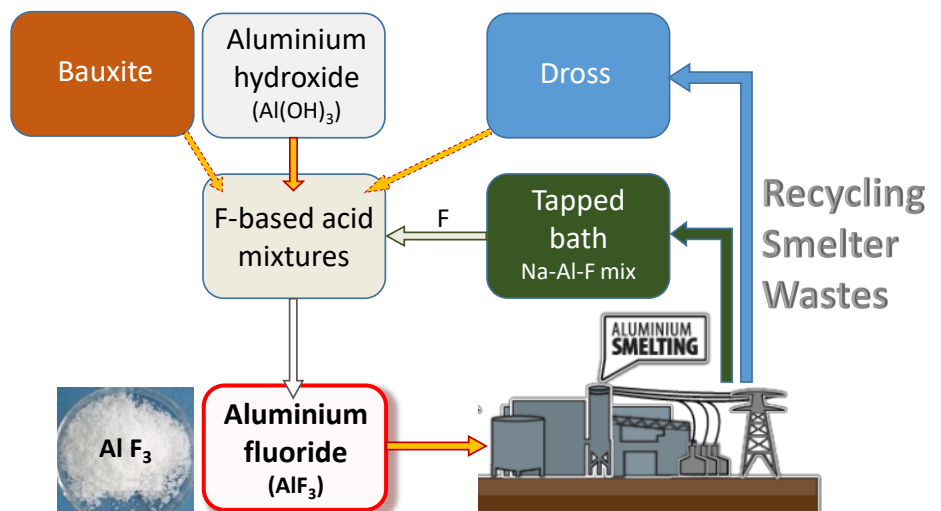 Bauxite
Aluminium
hydroxide
(Al(OH)₃)
Dross
F-based acid
mixtures
F
Tapped
bath
Na-Al-F mix
Recycling
Smelter
Wastes
ALUMINIUM
SMELTING
Al F₃
Aluminium
fluoride
(AlF₃)